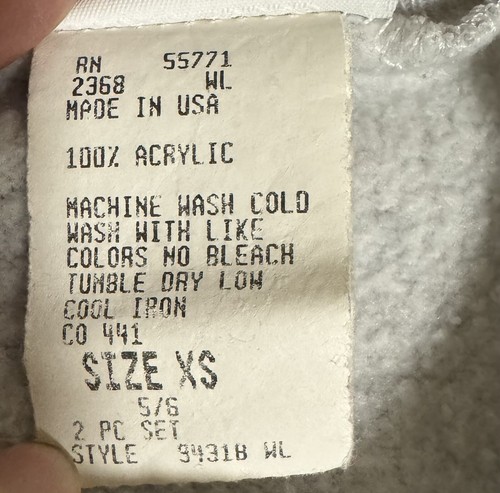 RN 55771
2368 WL
MADE IN USA
100% ACRYLIC
MACHINE WASH COLD
WASH WITH LIKE
COLORS NO BLEACH
TUMBLE DRY LOW
COOL IRON
CO 441
SIZE XS
5/6
2 PC SET
STYLE 9431B WL